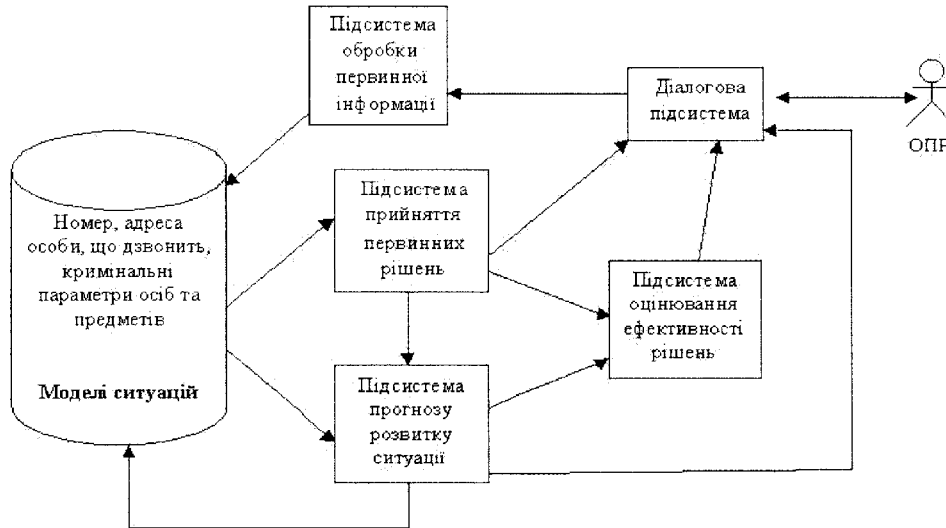 Підсистема
обробки
первинної
інформації
Діалогова
підсистема
ОПР
Номер, адреса
особи, що дзвонить,
кримінальні
параметри осіб та
предметів
Моделі ситуацій
Підсистема
прийняття
первинних
рішень
Підсистема
оцінювання
ефективності
рішень
Підсистема
прогнозу
розвитку
ситуації